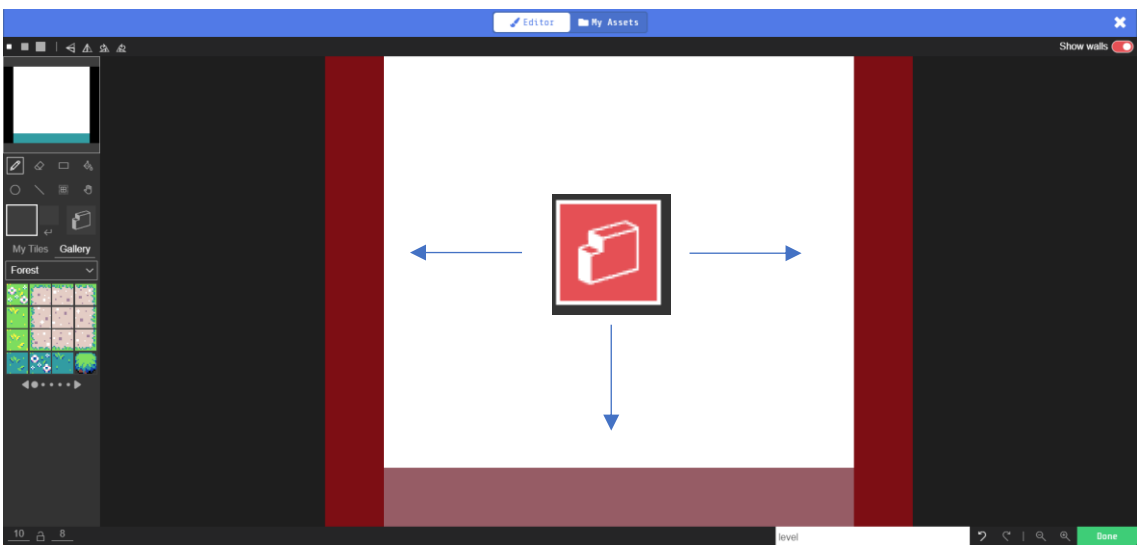 Editor
My Assets
Show walls
My Tiles
Gallery
Forest
10
8
level
Done